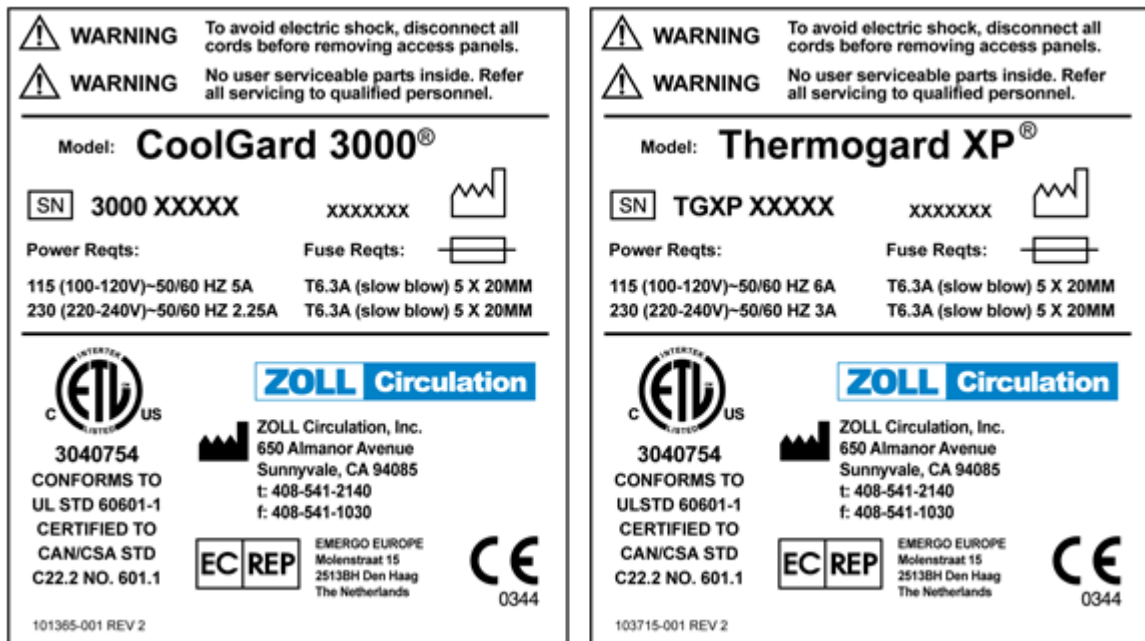 WARNING To avoid electric shock, disconnect all
cords before removing access panels.
WARNING No user serviceable parts inside. Refer
all servicing to qualified personnel.
Model: CoolGard 3000®
SN 3000 XXXXX XXXXXXX
Power Reqts: Fuse Reqts:
115 (100-120V)~50/60 HZ 5A T6.3A (slow blow) 5 X 20MM
230 (220-240V)~50/60 HZ 2.25A T6.3A (slow blow) 5 X 20MM
INTERTEK
ETL
C US
LISTED
3040754
CONFORMS TO
UL STD 60601-1
CERTIFIED TO
CAN/CSA STD
C22.2 NO. 601.1
ZOLL Circulation
ZOLL Circulation, Inc.
650 Almanor Avenue
Sunnyvale, CA 94085
t: 408-541-2140
f: 408-541-1030
EC REP
EMERGO EUROPE
Molenstraat 15
2513BH Den Haag
The Netherlands
CE
0344
101365-001 REV 2
WARNING To avoid electric shock, disconnect all
cords before removing access panels.
WARNING No user serviceable parts inside. Refer
all servicing to qualified personnel.
Model: Thermogard XP®
SN TGXP XXXXX XXXXXXX
Power Reqts: Fuse Reqts:
115 (100-120V)~50/60 HZ 6A T6.3A (slow blow) 5 X 20MM
230 (220-240V)~50/60 HZ 3A T6.3A (slow blow) 5 X 20MM
INTERTEK
ETL
C US
LISTED
3040754
CONFORMS TO
ULSTD 60601-1
CERTIFIED TO
CAN/CSA STD
C22.2 NO. 601.1
ZOLL Circulation
ZOLL Circulation, Inc.
650 Almanor Avenue
Sunnyvale, CA 94085
t: 408-541-2140
f: 408-541-1030
EC REP
EMERGO EUROPE
Molenstraat 15
2513BH Den Haag
The Netherlands
CE
0344
103715-001 REV 2